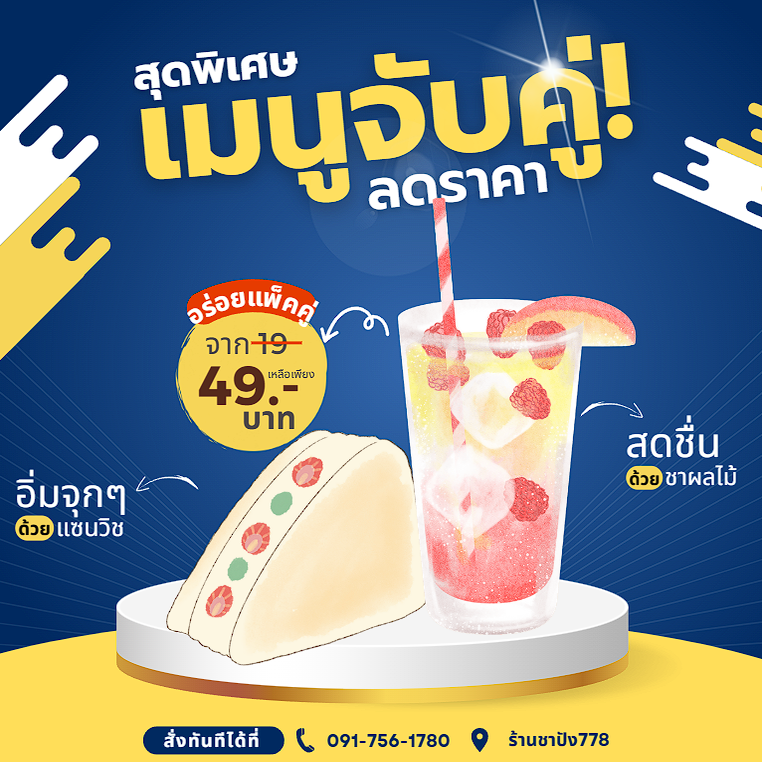 สุดพิเศษ
เมนูจับคู่!
ลดราคา
อร่อยแพ็คคู่
จาก 19
เหลือเพียง
49.-
บาท
สดชื่น
ด้วย ชาผลไม้
อิ่มจุกๆ
ด้วย แซนวิช
สั่งทันทีได้ที่ 091-756-1780 ร้านชาปัง778